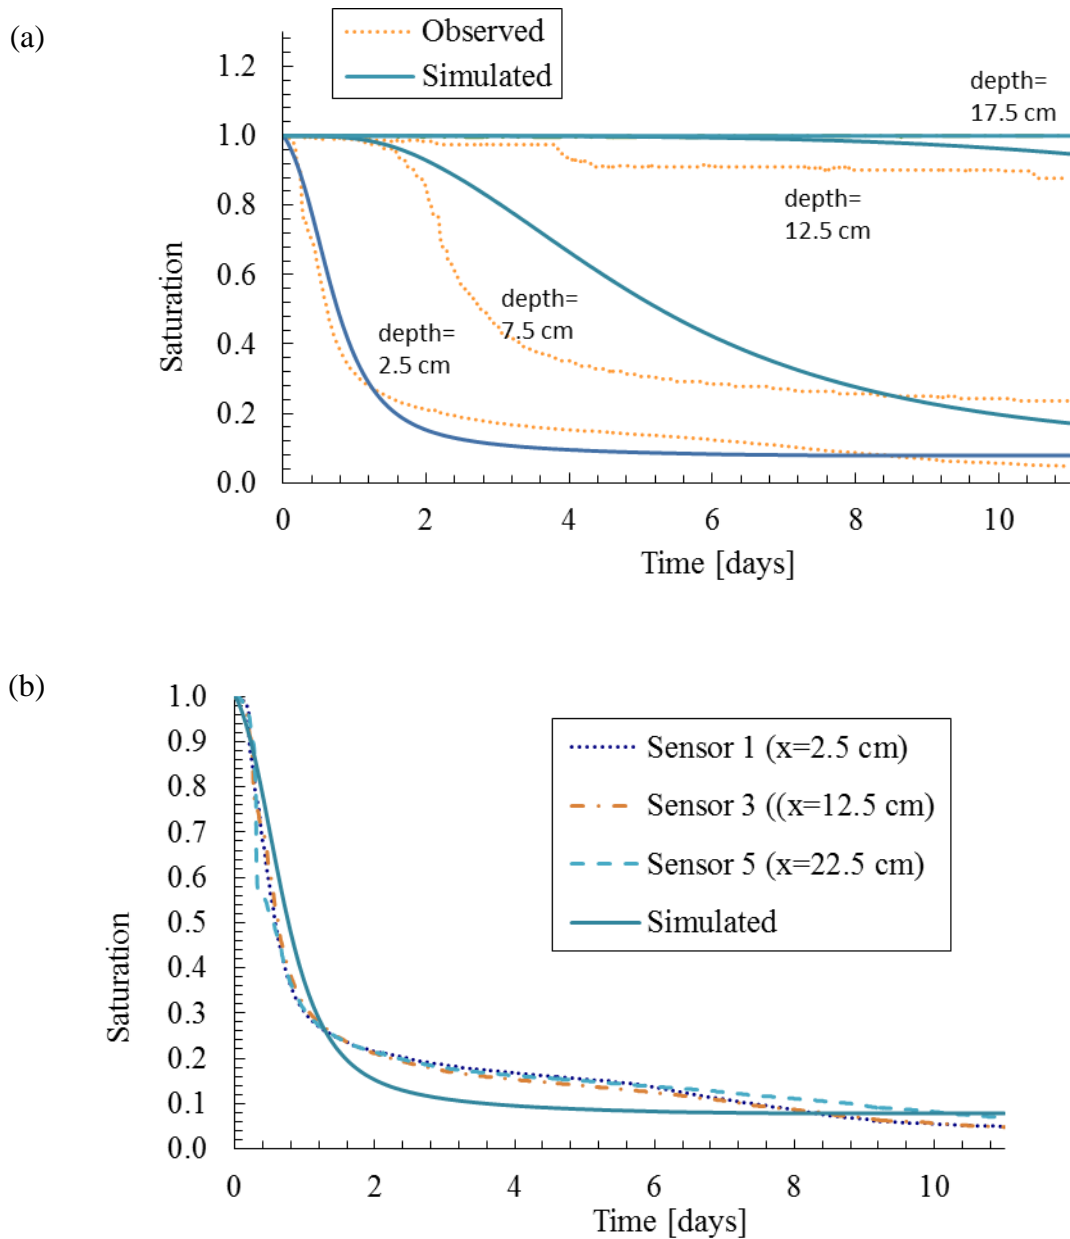 (a)
Observed
Simulated
1.2
1.0
0.8
0.6
0.4
0.2
0.0
Saturation
depth=
17.5 cm
depth=
12.5 cm
depth=
7.5 cm
depth=
2.5 cm
0 2 4 6 8 10
Time [days]
(b)
1.0
0.9
0.8
0.7
0.6
0.5
0.4
0.3
0.2
0.1
0.0
Saturation
Sensor 1 (x=2.5 cm)
Sensor 3 ((x=12.5 cm)
Sensor 5 (x=22.5 cm)
Simulated
0 2 4 6 8 10
Time [days]